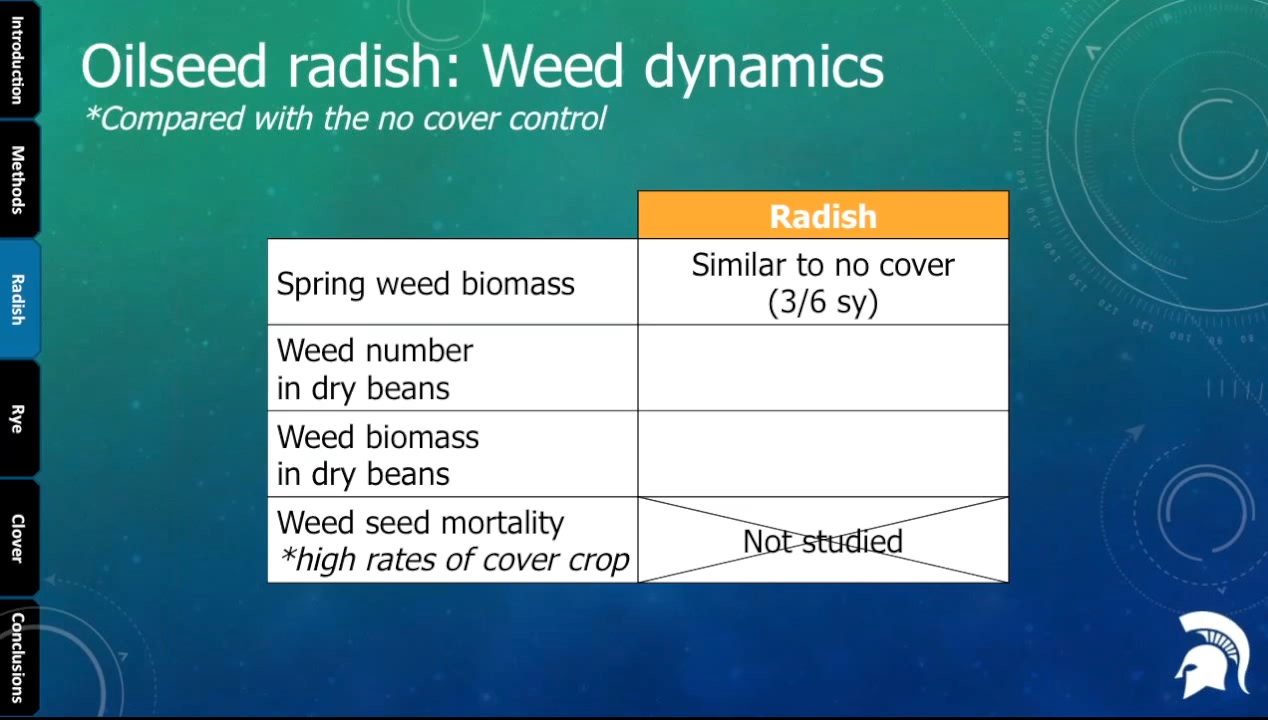 Introduction
Methods
Radish
Rye
Clover
Conclusions
Oilseed radish: Weed dynamics
*Compared with the no cover control
Radish
Spring weed biomass
Similar to no cover
(3/6 sy)
Weed number
in dry beans
Weed biomass
in dry beans
Weed seed mortality
*high rates of cover crop
Not studied